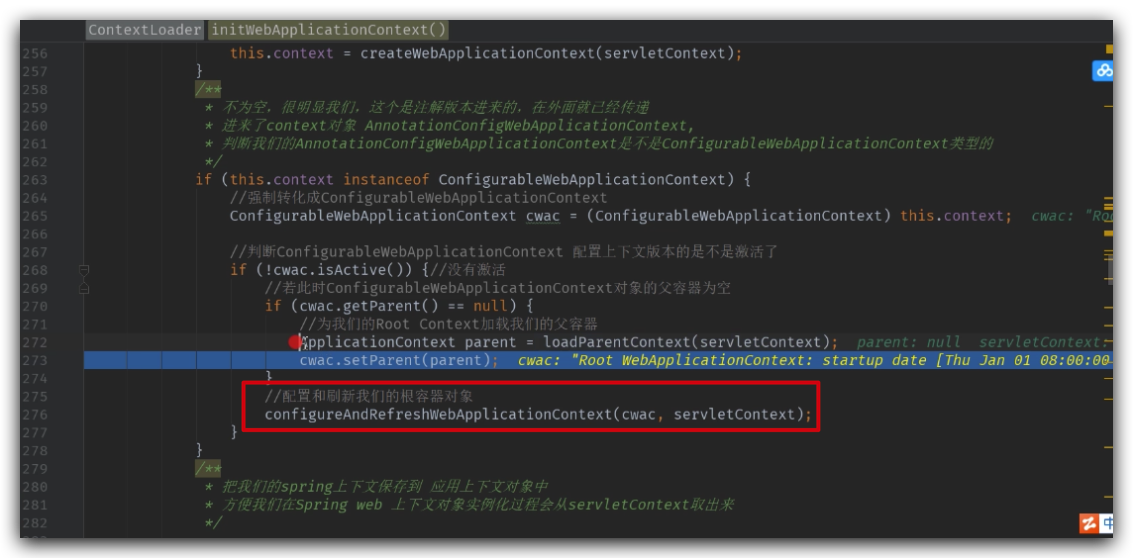 ContextLoader initWebApplicationContext()
256 this.context = createWebApplicationContext(servletContext);
257 }
258 /**
259 * 不为空，很明显我们，这个是注解版本进来的，在外面就已经传递
260 * 进来了context对象 AnnotationConfigWebApplicationContext,
261 * 判断我们的AnnotationConfigWebApplicationContext是不是ConfigurableWebApplicationContext类型的
262 */
263 if (this.context instanceof ConfigurableWebApplicationContext) {
264 //强制转化成ConfigurableWebApplicationContext
265 ConfigurableWebApplicationContext cwac = (ConfigurableWebApplicationContext) this.context; cwac: "Ro
266
267 //判断ConfigurableWebApplicationContext 配置上下文版本的是不是激活了
268 if (!cwac.isActive()) {//没有激活
269 //若此时ConfigurableWebApplicationContext对象的父容器为空
270 if (cwac.getParent() == null) {
271 //为我们的Root Context加载我们的父容器
272 ApplicationContext parent = loadParentContext(servletContext); parent: null servletContext:
273 cwac.setParent(parent); cwac: "Root WebApplicationContext: startup date [Thu Jan 01 08:00:00
274 }
275 //配置和刷新我们的根容器对象
276 configureAndRefreshWebApplicationContext(cwac, servletContext);
277 }
278 }
279 /**
280 * 把我们的spring上下文保存到 应用上下文对象中
281 * 方便我们在Spring web 上下文对象实例化过程会从servletContext取出来
282 */
中